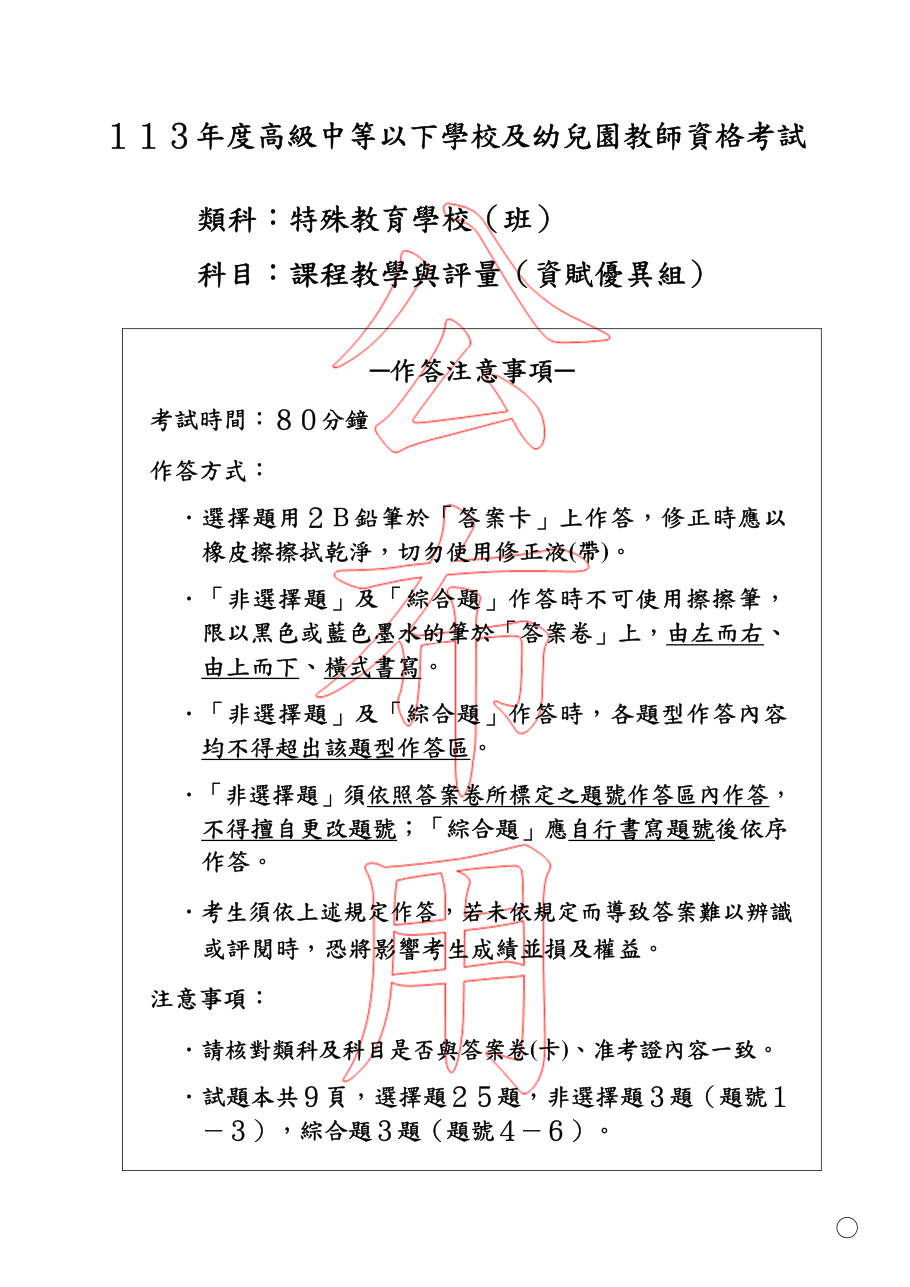 １１３年度高級中等以下學校及幼兒園教師資格考試
類科：特殊教育學校（班）
科目：課程教學與評量（資賦優異組）
─作答注意事項─
考試時間：８０分鐘
作答方式：
．選擇題用２Ｂ鉛筆於「答案卡」上作答，修正時應以
橡皮擦擦拭乾淨，切勿使用修正液(帶)。
．「非選擇題」及「綜合題」作答時不可使用擦擦筆，
限以黑色或藍色墨水的筆於「答案卷」上，由左而右、
由上而下、橫式書寫。
．「非選擇題」及「綜合題」作答時，各題型作答內容
均不得超出該題型作答區。
．「非選擇題」須依照答案卷所標定之題號作答區內作答，
不得擅自更改題號；「綜合題」應自行書寫題號後依序
作答。
．考生須依上述規定作答，若未依規定而導致答案難以辨識
或評閱時，恐將影響考生成績並損及權益。
注意事項：
．請核對類科及科目是否與答案卷(卡)、准考證內容一致。
．試題本共９頁，選擇題２５題，非選擇題３題（題號１
－３），綜合題３題（題號４－６）。
公布用